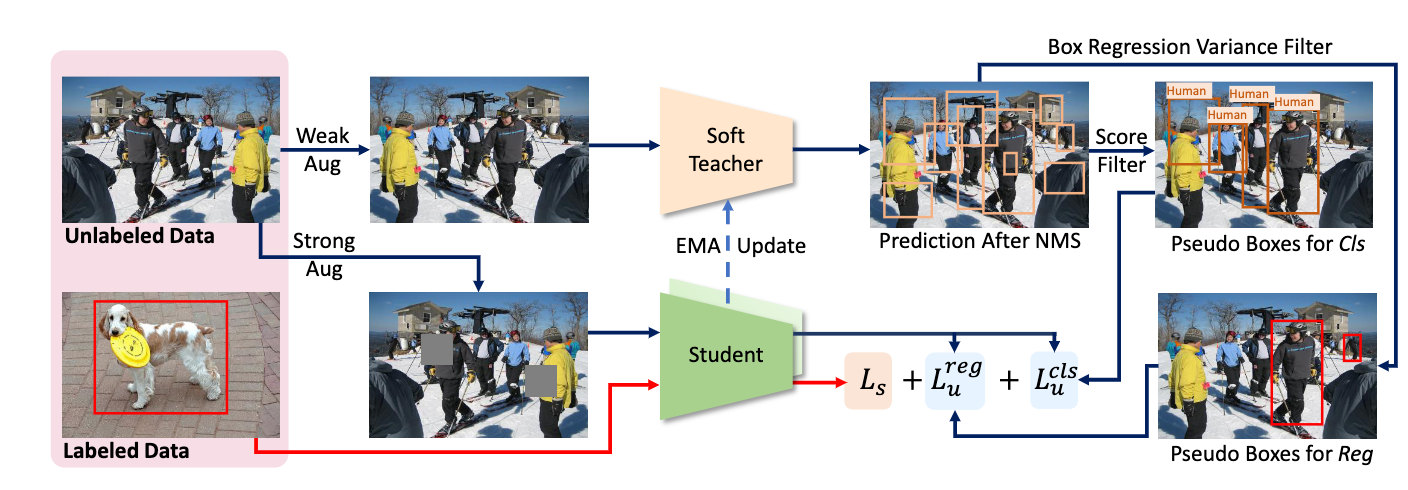 Box Regression Variance Filter
Weak
Aug
Soft
Teacher
Score
Filter
Human
Human
Human
Human
Unlabeled Data
Prediction After NMS
Pseudo Boxes for Cls
Strong
Aug
EMA Update
Student
L_s + L_u^{reg} + L_u^{cls}
Labeled Data
Pseudo Boxes for Reg